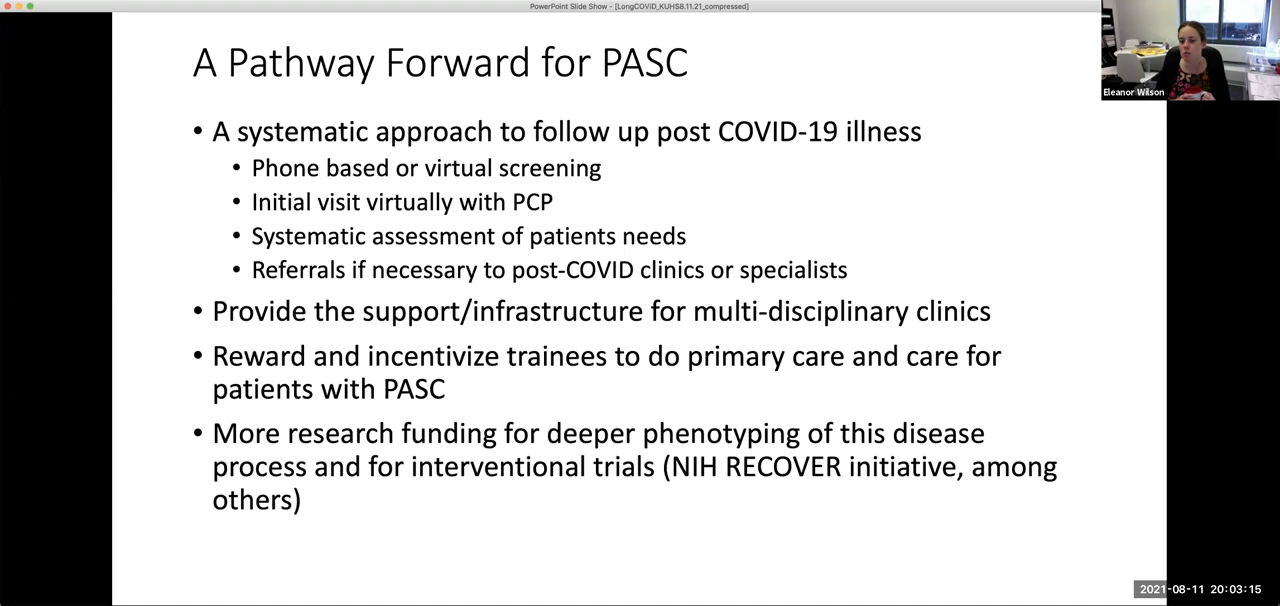 PowerPoint Slide Show - [LongCOViD_KUHS8.11.21_compressed]
A Pathway Forward for PASC
• A systematic approach to follow up post COVID-19 illness
• Phone based or virtual screening
• Initial visit virtually with PCP
• Systematic assessment of patients needs
• Referrals if necessary to post-COVID clinics or specialists
• Provide the support/infrastructure for multi-disciplinary clinics
• Reward and incentivize trainees to do primary care and care for
patients with PASC
• More research funding for deeper phenotyping of this disease
process and for interventional trials (NIH RECOVER initiative, among
others)
Eleanor Wilson
2021-08-11 20:03:15